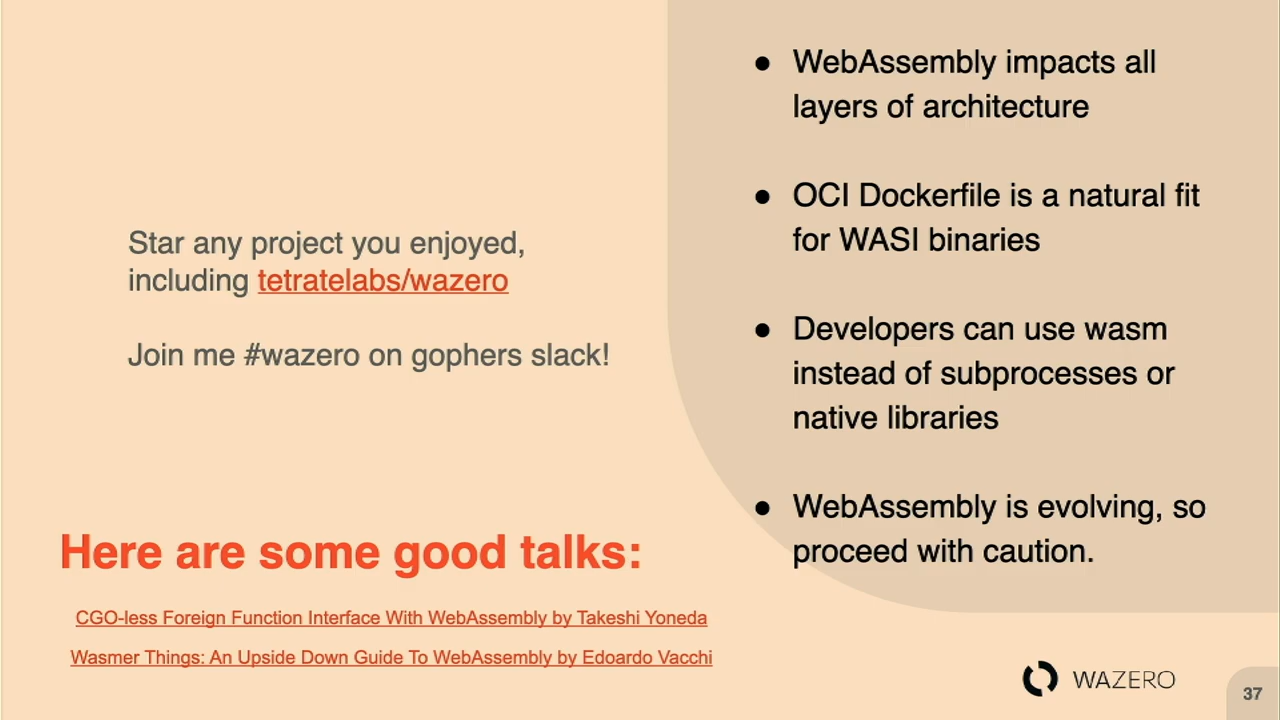 Star any project you enjoyed,
including tetratelabs/wazero
Join me #wazero on gophers slack!
Here are some good talks:
CGO-less Foreign Function Interface With WebAssembly by Takeshi Yoneda
Wasmer Things: An Upside Down Guide To WebAssembly by Edoardo Vacchi
● WebAssembly impacts all
layers of architecture
● OCI Dockerfile is a natural fit
for WASI binaries
● Developers can use wasm
instead of subprocesses or
native libraries
● WebAssembly is evolving, so
proceed with caution.
WAZERO
37